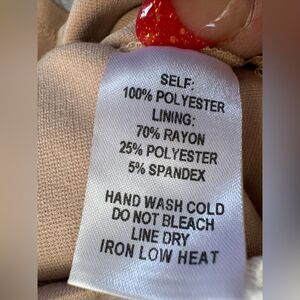 SELF:
100% POLYESTER
LINING:
70% RAYON
25% POLYESTER
5% SPANDEX
HAND WASH COLD
DO NOT BLEACH
LINE DRY
IRON LOW HEAT